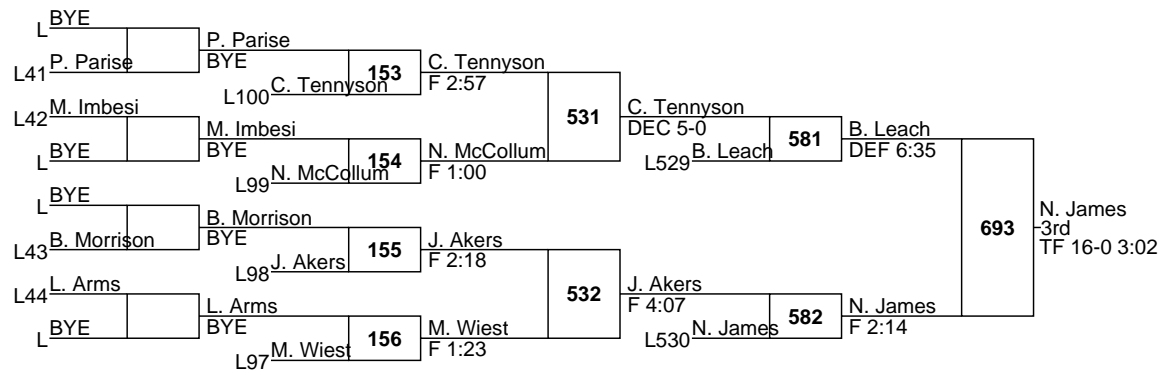 L BYE
L41 P. Parise
P. Parise
BYE
L100 C. Tennyson
153
C. Tennyson
F 2:57
L42 M. Imbesi
L BYE
M. Imbesi
BYE
L99 N. McCollum
154
N. McCollum
F 1:00
531
C. Tennyson
DEC 5-0
L529 B. Leach
581
B. Leach
DEF 6:35
L BYE
L43 B. Morrison
B. Morrison
BYE
L98 J. Akers
155
J. Akers
F 2:18
L44 L. Arms
L BYE
L. Arms
BYE
L97 M. Wiest
156
M. Wiest
F 1:23
532
J. Akers
F 4:07
L530 N. James
582
N. James
F 2:14
693
N. James
3rd
TF 16-0 3:02